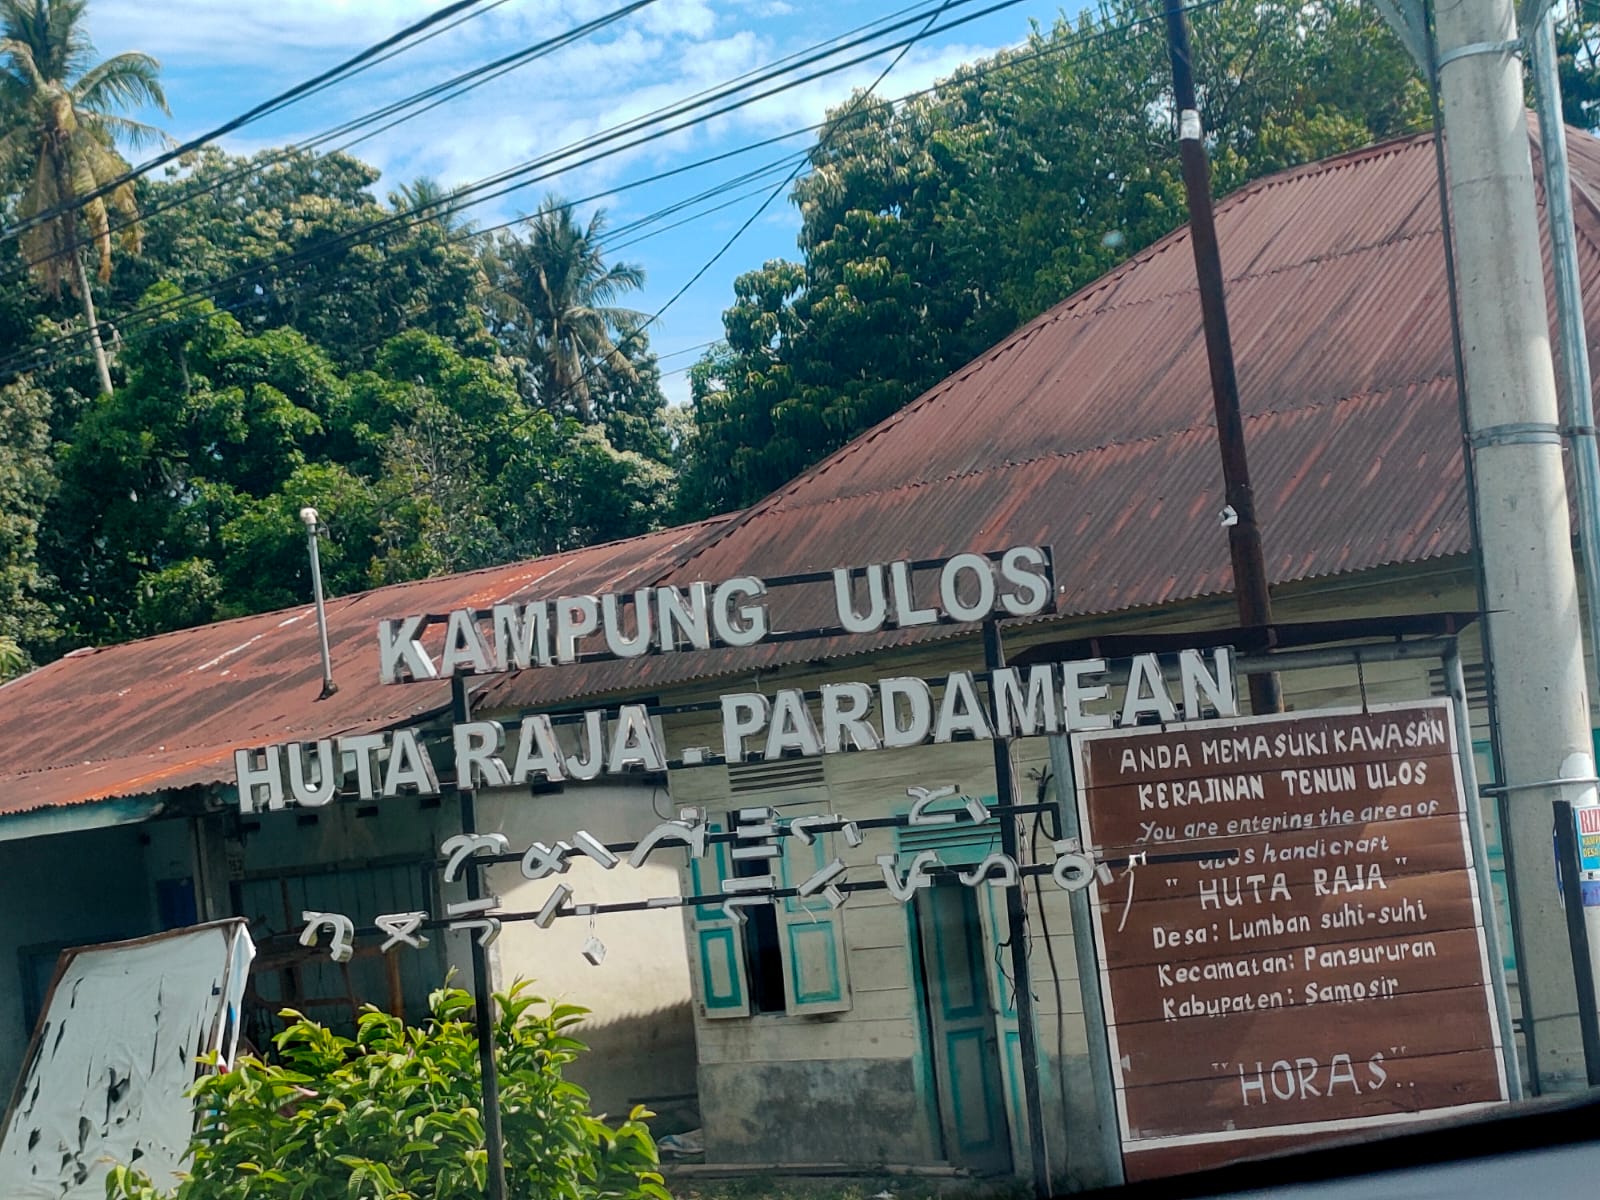 KAMPUNG ULOS
HUTA RAJA . PARDAMEAN
ANDA MEMASUKI KAWASAN
KERAJINAN TENUN ULOS
You are entering the area of
ULOS handicraft
" HUTA RAJA "
Desa: Lumban suhi-suhi
Kecamatan: Pangururan
Kabupaten: Samosir
"HORAS"..